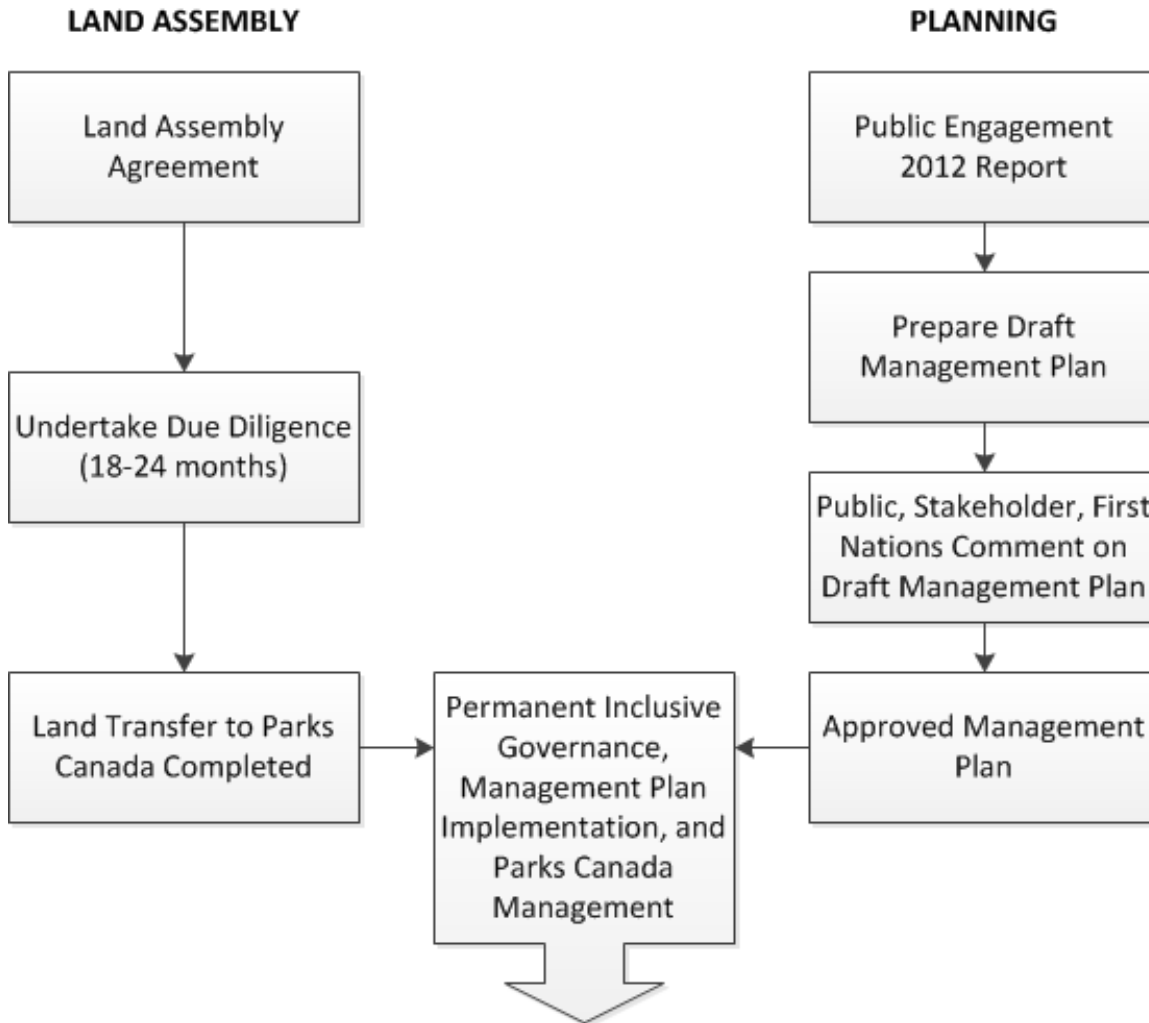 LAND ASSEMBLY
Land Assembly
Agreement
Undertake Due Diligence
(18-24 months)
Land Transfer to Parks
Canada Completed
PLANNING
Public Engagement
2012 Report
Prepare Draft
Management Plan
Public, Stakeholder, First
Nations Comment on
Draft Management Plan
Approved Management
Plan
Permanent Inclusive
Governance,
Management Plan
Implementation, and
Parks Canada
Management